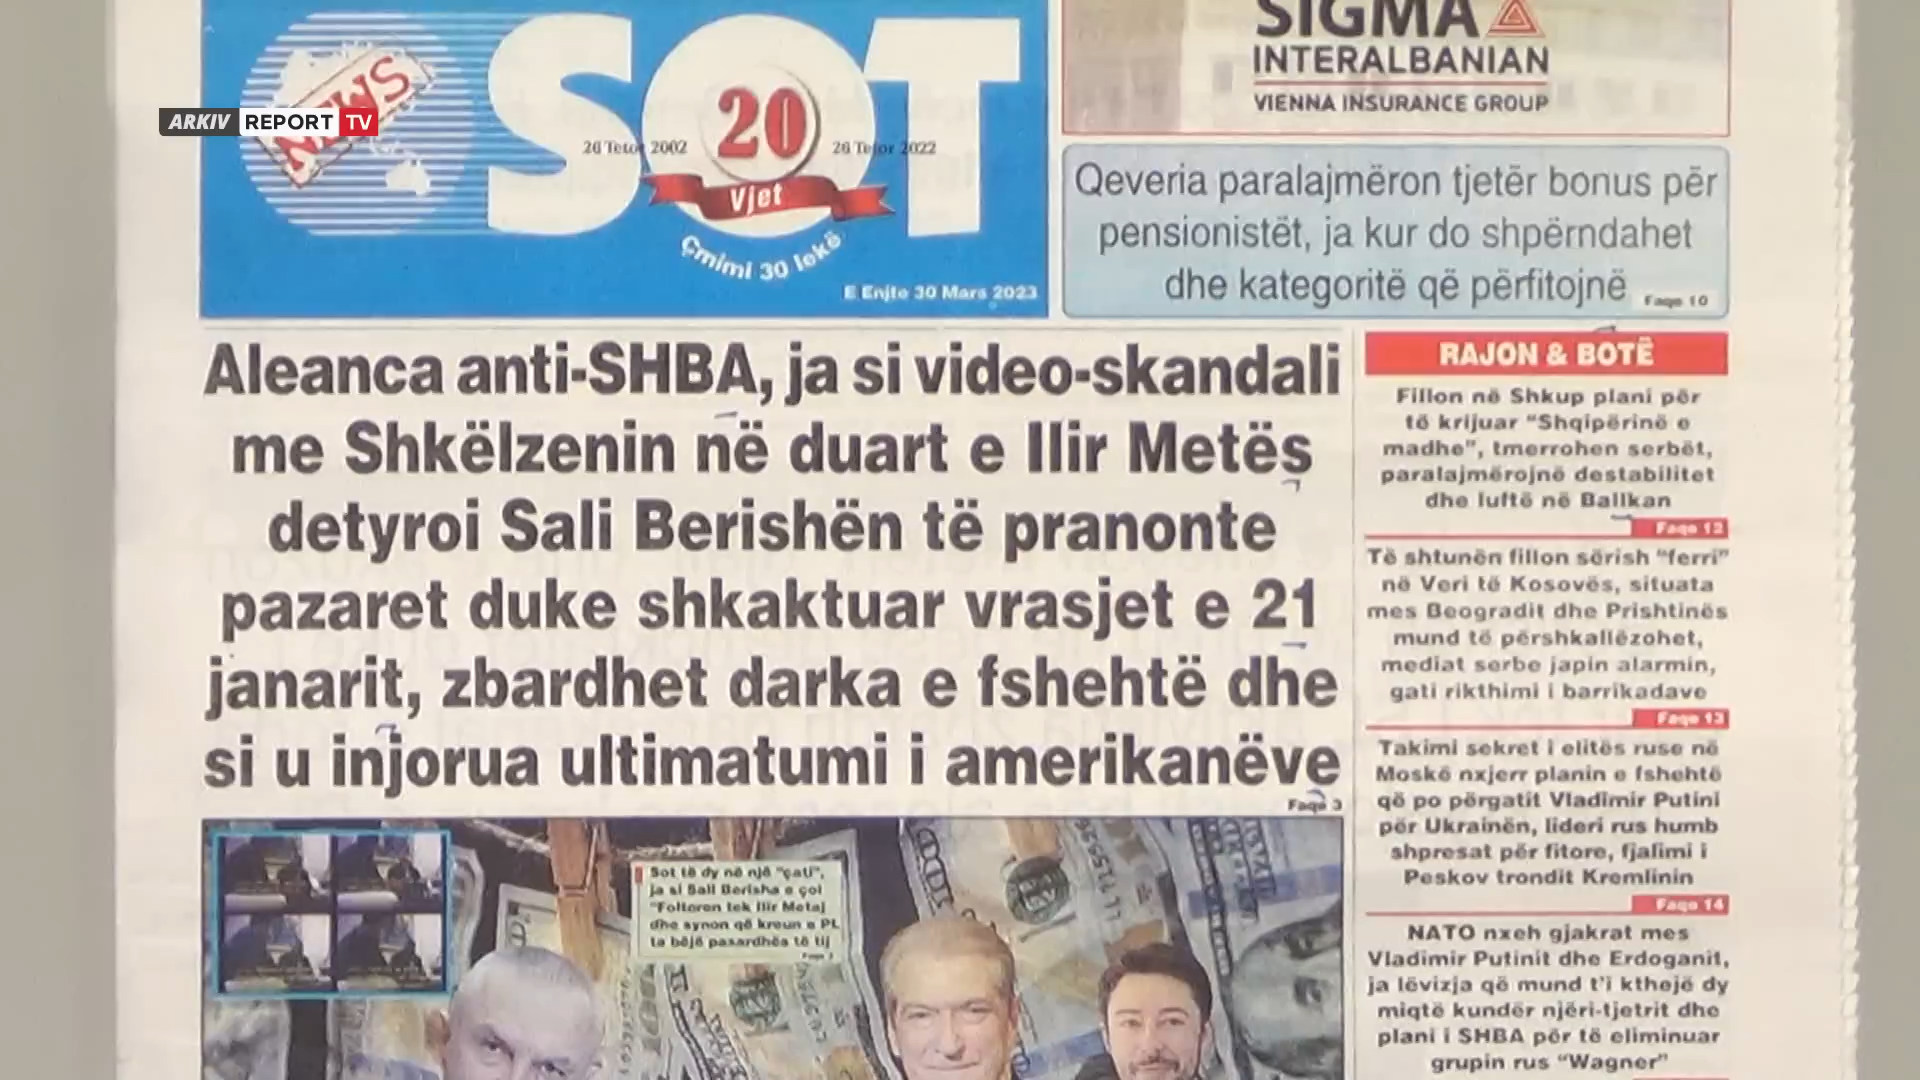 ARKIV REPORT TV
NEWS
SOT
26 Tetor 2002
20
26 Tetor 2022
Vjet
Çmimi 30 lekë
E Enjte 30 Mars 2023
SIGMA
INTERALBANIAN
VIENNA INSURANCE GROUP
Qeveria paralajmëron tjetër bonus për
pensionistët, ja kur do shpërndahet
dhe kategoritë që përfitojnë
Faqe 10
Aleanca anti-SHBA, ja si video-skandali
me Shkëlzenin në duart e Ilir Metës
detyroi Sali Berishën të pranonte
pazaret duke shkaktuar vrasjet e 21
janarit, zbardhet darka e fshehtë dhe
si u injorua ultimatumi i amerikanëve
Faqe 3
Sot të dy në një "çati",
ja si Sali Berisha e çoi
"Foltoren tek Ilir Metaj
dhe synon që kreun e PL
ta bëjë pasardhës të tij
RAJON & BOTË
Fillon në Shkup plani për
të krijuar "Shqipërinë e
madhe", tmerrohen serbët,
paralajmërojnë destabilitet
dhe luftë në Ballkan
Faqe 12
Të shtunën fillon sërish "ferri"
në Veri të Kosovës, situata
mes Beogradit dhe Prishtinës
mund të përshkallëzohet,
mediat serbe japin alarmin,
gati rikthimi i barrikadave
Faqe 13
Takimi sekret i elitës ruse në
Moskë nxjerr planin e fshehtë
që po përgatit Vladimir Putini
për Ukrainën, lideri rus humb
shpresat për fitore, fjalimi i
Peskov trondit Kremlinin
Faqe 14
NATO nxeh gjakrat mes
Vladimir Putinit dhe Erdoganit,
ja lëvizja që mund t'i kthejë dy
miqtë kundër njëri-tjetrit dhe
plani i SHBA për të eliminuar
grupin rus "Wagner"